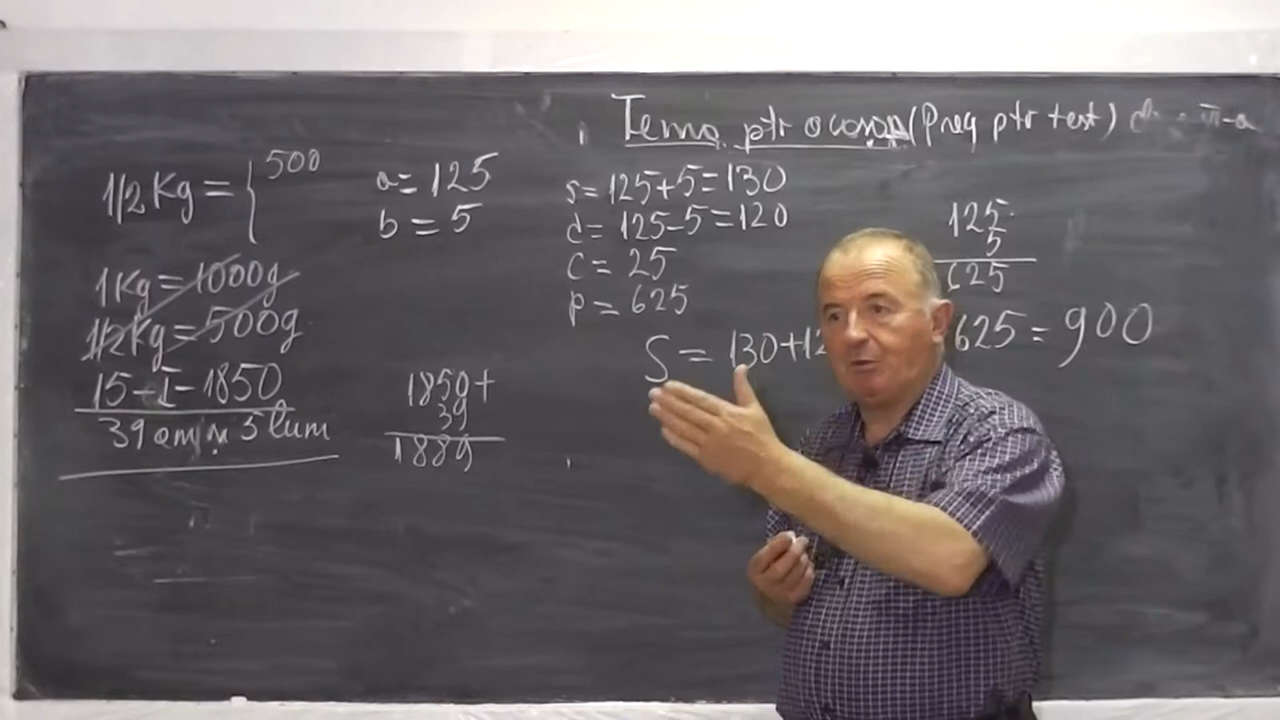 Tema ptr acasa (Preg ptr test)
1/2 Kg = { 500
1Kg = 1000g
1/2Kg = 500g
15-I-1850
39 ani și 5 luni
a = 125
b = 5
1850+
39
1889
s = 125+5=130
d = 125-5=120
c = 25
p = 625
125
5
625
S = 130+12
625 = 900